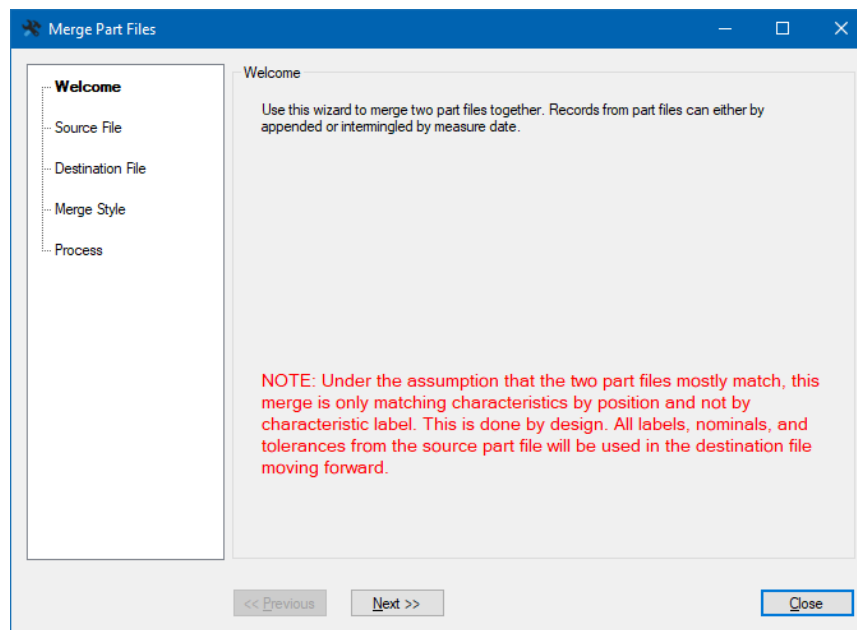 Merge Part Files
Welcome
Source File
Destination File
Merge Style
Process
Welcome
Use this wizard to merge two part files together. Records from part files can either by
appended or intermingled by measure date.
NOTE: Under the assumption that the two part files mostly match, this
merge is only matching characteristics by position and not by
characteristic label. This is done by design. All labels, nominals, and
tolerances from the source part file will be used in the destination file
moving forward.
<< Previous
Next >>
Close